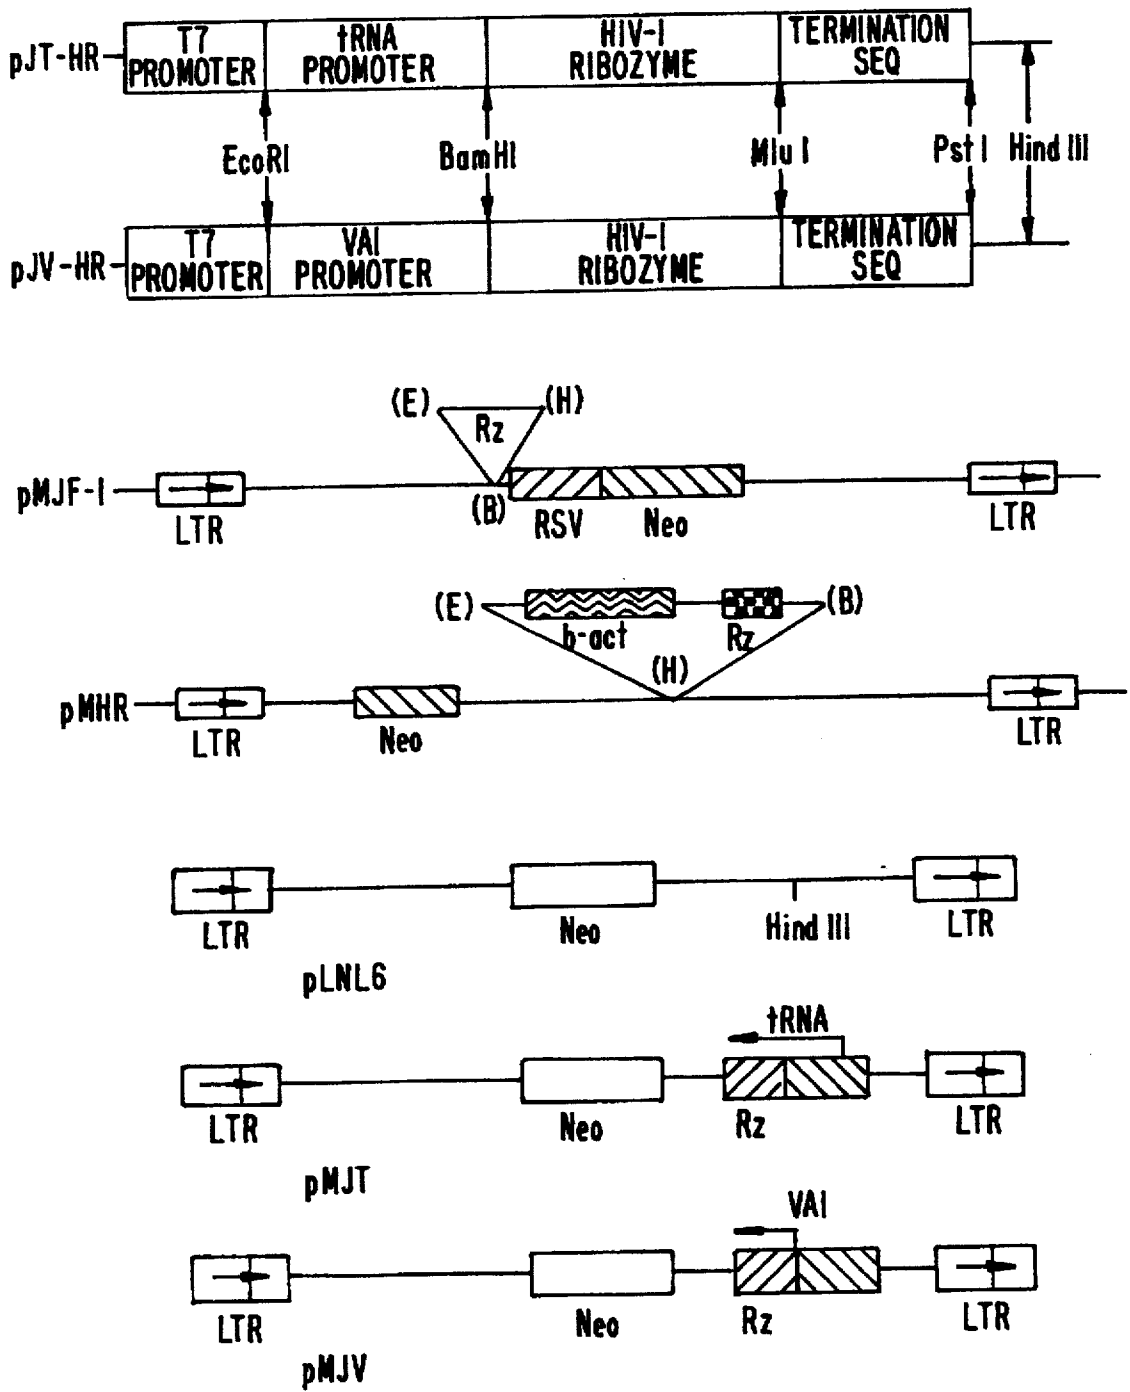 pJT-HR
T7 PROMOTER
tRNA PROMOTER
HIV-I RIBOZYME
TERMINATION SEQ
EcoRI
BamHI
Mlu I
Pst I
Hind III
pJV-HR
T7 PROMOTER
VAI PROMOTER
HIV-I RIBOZYME
TERMINATION SEQ
(E)
(H)
Rz
pMJF-I
LTR
(B)
RSV
Neo
LTR
(E)
(B)
b-act
Rz
(H)
pMHR
LTR
Neo
LTR
LTR
Neo
Hind III
LTR
pLNL6
tRNA
LTR
Neo
Rz
LTR
pMJT
VAI
LTR
Neo
Rz
LTR
pMJV